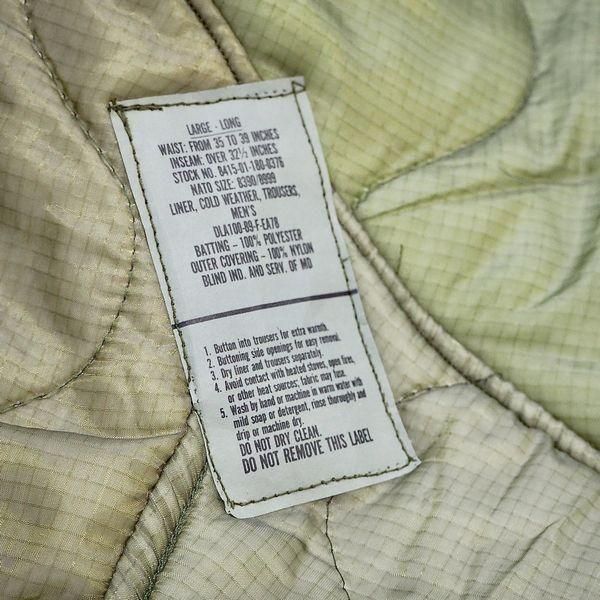 LARGE - LONG
WAIST: FROM 35 TO 39 INCHES
INSEAM: OVER 32½ INCHES
STOCK NO. 8415-01-180-0376
NATO SIZE: 8390/8999
LINER, COLD WEATHER, TROUSERS,
MEN'S
DLA100-89-F-EA78
BATTING - 100% POLYESTER
OUTER COVERING - 100% NYLON
BLIND IND. AND SERV. OF MD
1. Button into trousers for extra warmth.
2. Buttoning side openings for easy removal.
3. Dry liner and trousers separately.
4. Avoid contact with heated stoves, open fires,
or other heat sources; fabric may fuse.
5. Wash by hand or machine in warm water with
mild soap or detergent, rinse thoroughly and
drip or machine dry.
DO NOT DRY CLEAN.
DO NOT REMOVE THIS LABEL